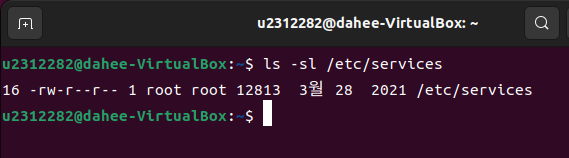 u2312282@dahee-VirtualBox: ~
u2312282@dahee-VirtualBox:~$ ls -sl /etc/services
16 -rw-r--r-- 1 root root 12813  3월 28  2021 /etc/services
u2312282@dahee-VirtualBox:~$